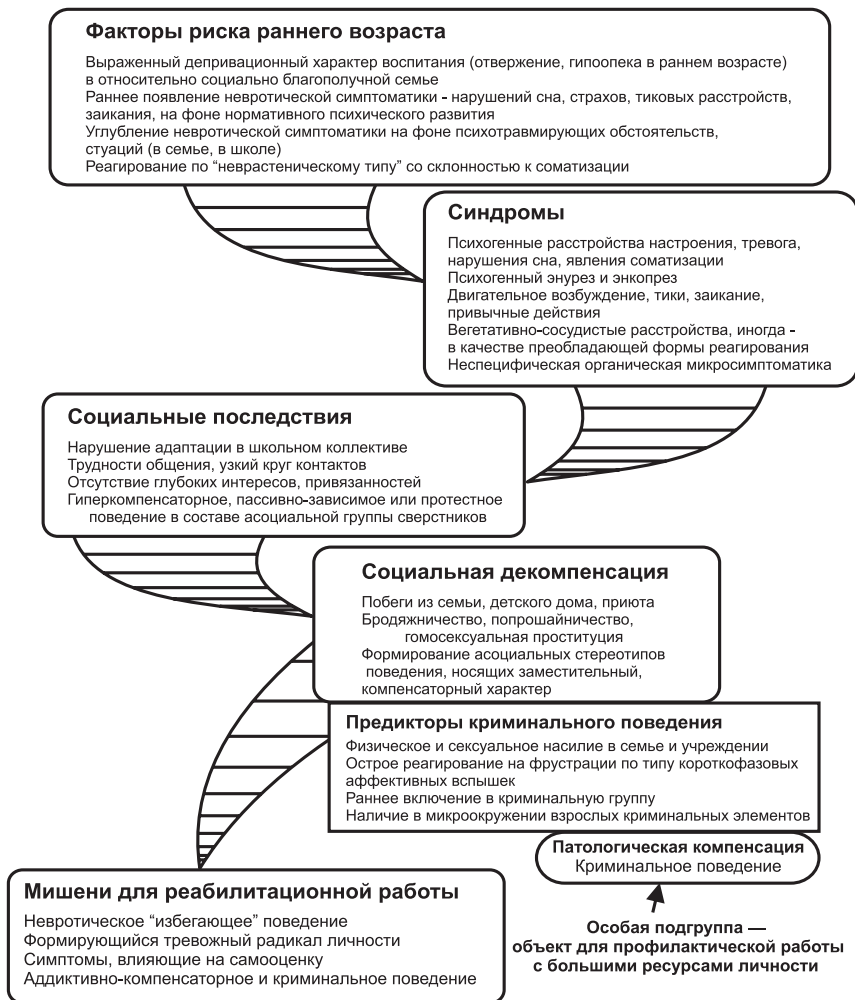 Факторы риска раннего возраста
Выраженный депривационный характер воспитания (отвержение, гипоопека в раннем возрасте)
в относительно социально благополучной семье
Раннее появление невротической симптоматики - нарушений сна, страхов, тиковых расстройств,
заикания, на фоне нормативного психического развития
Углубление невротической симптоматики на фоне психотравмирующих обстоятельств,
стуаций (в семье, в школе)
Реагирование по “неврастеническому типу” со склонностью к соматизации
Синдромы
Психогенные расстройства настроения, тревога,
нарушения сна, явления соматизации
Психогенный энурез и энкопрез
Двигательное возбуждение, тики, заикание,
привычные действия
Вегетативно-сосудистые расстройства, иногда -
в качестве преобладающей формы реагирования
Неспецифическая органическая микросимптоматика
Социальные последствия
Нарушение адаптации в школьном коллективе
Трудности общения, узкий круг контактов
Отсутствие глубоких интересов, привязанностей
Гиперкомпенсаторное, пассивно-зависимое или протестное
поведение в составе асоциальной группы сверстников
Социальная декомпенсация
Побеги из семьи, детского дома, приюта
Бродяжничество, попрошайничество,
гомосексуальная проституция
Формирование асоциальных стереотипов
поведения, носящих заместительный,
компенсаторный характер
Предикторы криминального поведения
Физическое и сексуальное насилие в семье и учреждении
Острое реагирование на фрустрации по типу короткофазовых
аффективных вспышек
Раннее включение в криминальную группу
Наличие в микроокружении взрослых криминальных элементов
Патологическая компенсация
Криминальное поведение
Мишени для реабилитационной работы
Невротическое “избегающее” поведение
Формирующийся тревожный радикал личности
Симптомы, влияющие на самооценку
Аддиктивно-компенсаторное и криминальное поведение
Особая подгруппа —
объект для профилактической работы
с большими ресурсами личности